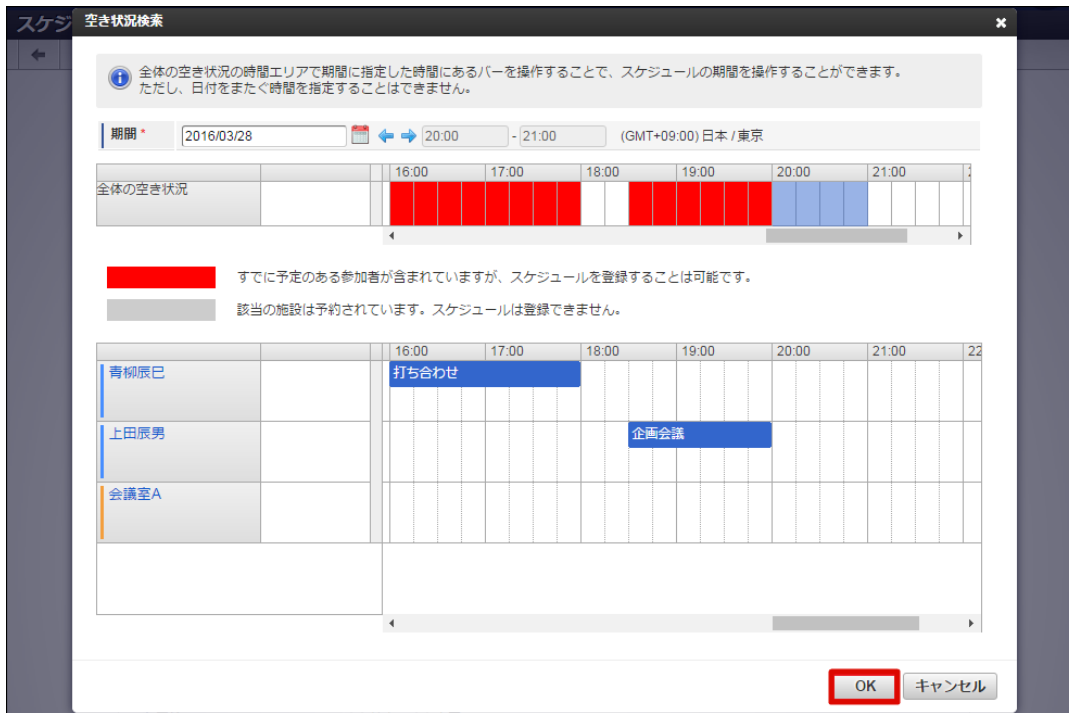 スケジ
空き状況検索
全体の空き状況の時間エリアで期間に指定した時間にあるバーを操作することで、スケジュールの期間を操作することができます。
ただし、日付をまたぐ時間を指定することはできません。
期間 * 2016/03/28 20:00 - 21:00 (GMT+09:00) 日本 / 東京
16:00 17:00 18:00 19:00 20:00 21:00
全体の空き状況
すでに予定のある参加者が含まれていますが、スケジュールを登録することは可能です。
該当の施設は予約されています。スケジュールは登録できません。
16:00 17:00 18:00 19:00 20:00 21:00 22
青柳辰巳 打ち合わせ
上田辰男 企画会議
会議室A
OK キャンセル